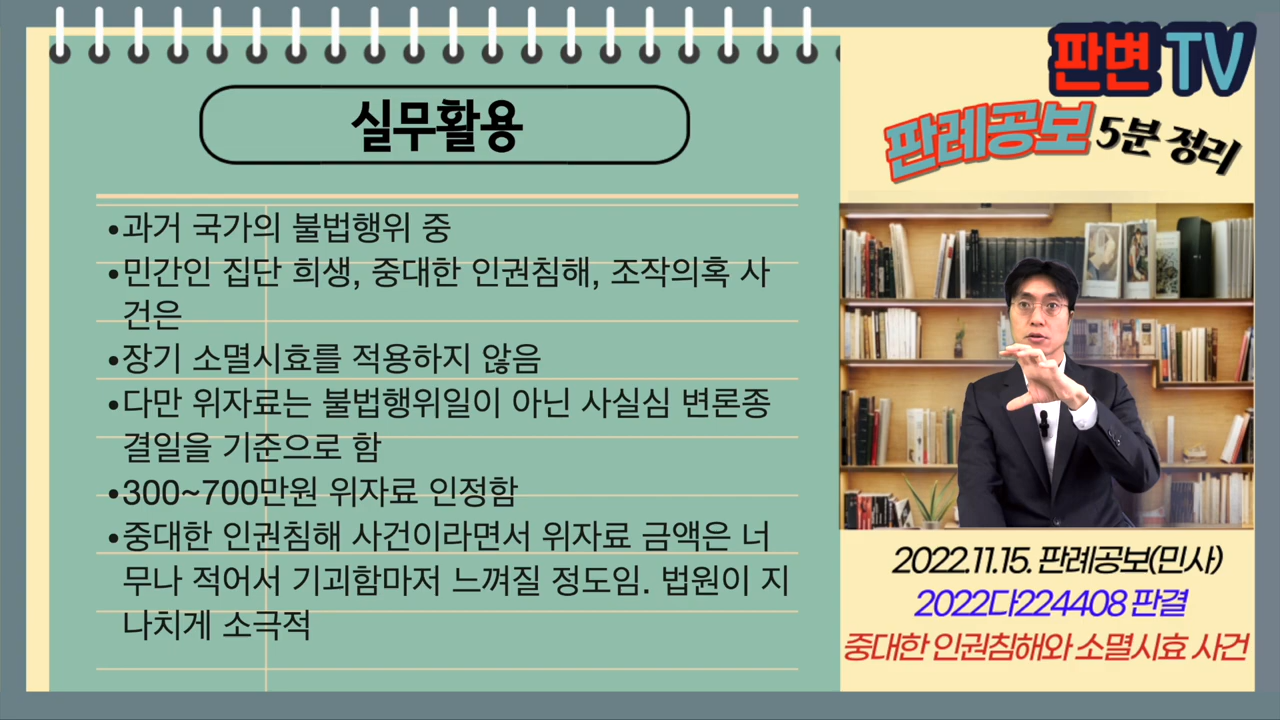 실무활용
•과거 국가의 불법행위 중
•민간인 집단 희생, 중대한 인권침해, 조작의혹 사
건은
•장기 소멸시효를 적용하지 않음
•다만 위자료는 불법행위일이 아닌 사실심 변론종
결일을 기준으로 함
•300~700만원 위자료 인정함
•중대한 인권침해 사건이라면서 위자료 금액은 너
무나 적어서 기괴함마저 느껴질 정도임. 법원이 지
나치게 소극적
판변 TV
판례공보 5분 정리
2022.11.15. 판례공보(민사)
2022다224408 판결
중대한 인권침해와 소멸시효 사건